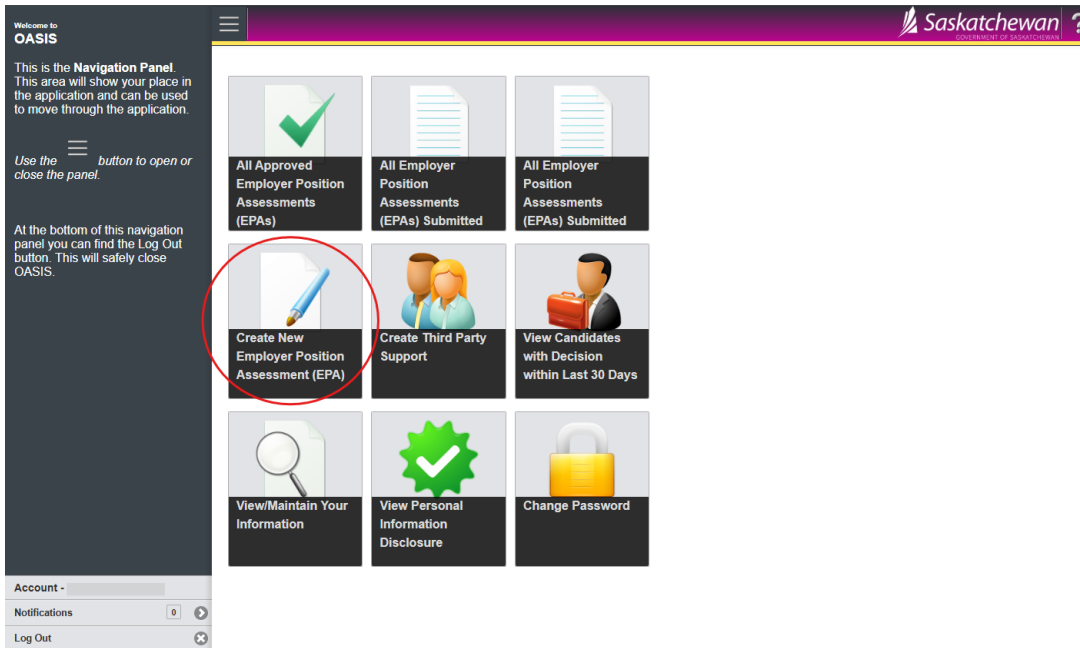 Welcome to
OASIS
This is the Navigation Panel.
This area will show your place in
the application and can be used
to move through the application.
Use the button to open or
close the panel.
At the bottom of this navigation
panel you can find the Log Out
button. This will safely close
OASIS.
Account -
Notifications 0
Log Out
Saskatchewan ?
GOVERNMENT OF SASKATCHEWAN
All Approved
Employer Position
Assessments
(EPAs)
All Employer
Position
Assessments
(EPAs) Submitted
All Employer
Position
Assessments
(EPAs) Submitted
Create New
Employer Position
Assessment (EPA)
Create Third Party
Support
View Candidates
with Decision
within Last 30 Days
View/Maintain Your
Information
View Personal
Information
Disclosure
Change Password